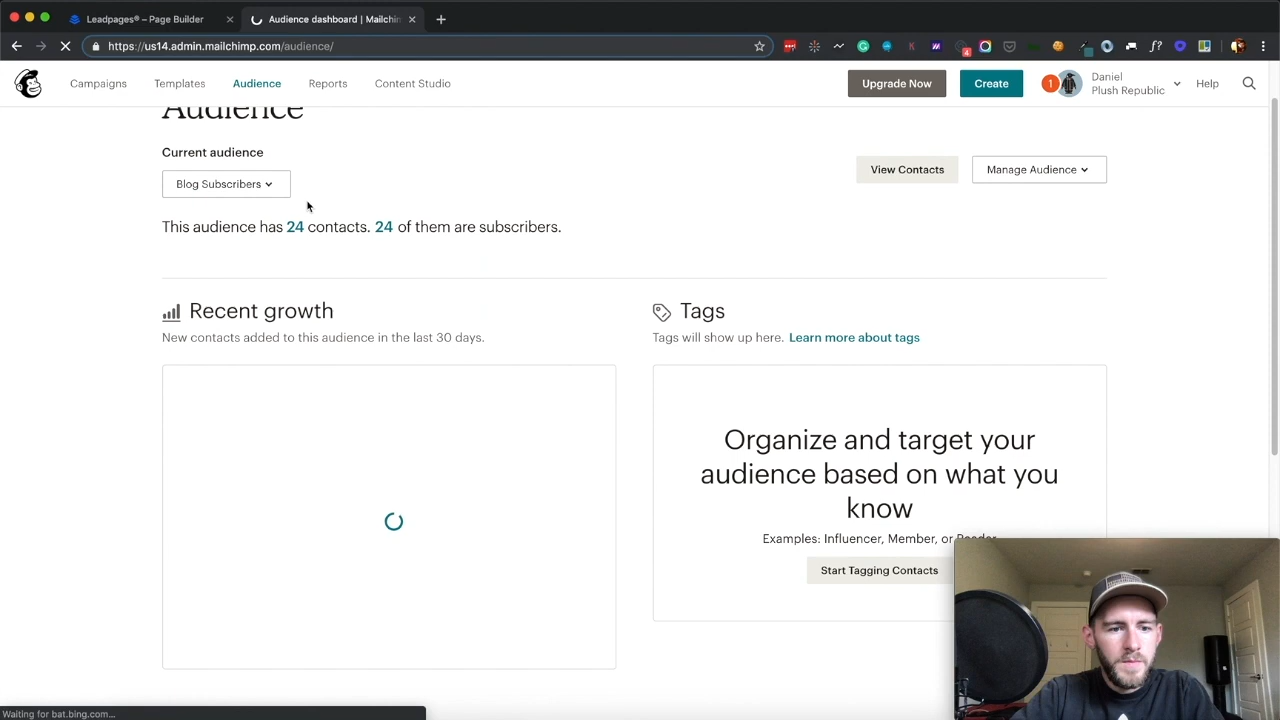 Leadpages® – Page Builder
Audience dashboard | Mailchim
https://us14.admin.mailchimp.com/audience/
Campaigns
Templates
Audience
Reports
Content Studio
Upgrade Now
Create
1
Daniel
Plush Republic
Help
Audience
Current audience
Blog Subscribers
View Contacts
Manage Audience
This audience has 24 contacts. 24 of them are subscribers.
Recent growth
New contacts added to this audience in the last 30 days.
Tags
Tags will show up here. Learn more about tags
Organize and target your
audience based on what you
know
Examples: Influencer, Member, or Reader
Start Tagging Contacts
Waiting for bat.bing.com...